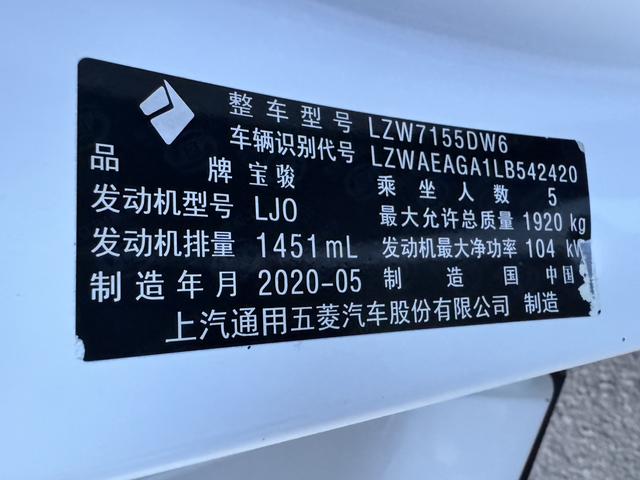 整车型号 LZW7155DW6
车辆识别代号 LZWAEAGA1LB542420
品牌 宝骏 乘坐人数 5
发动机型号 LJO 最大允许总质量 1920 kg
发动机排量 1451mL 发动机最大净功率 104 kW
制造年月 2020-05 制造国 中国
上汽通用五菱汽车股份有限公司 制造